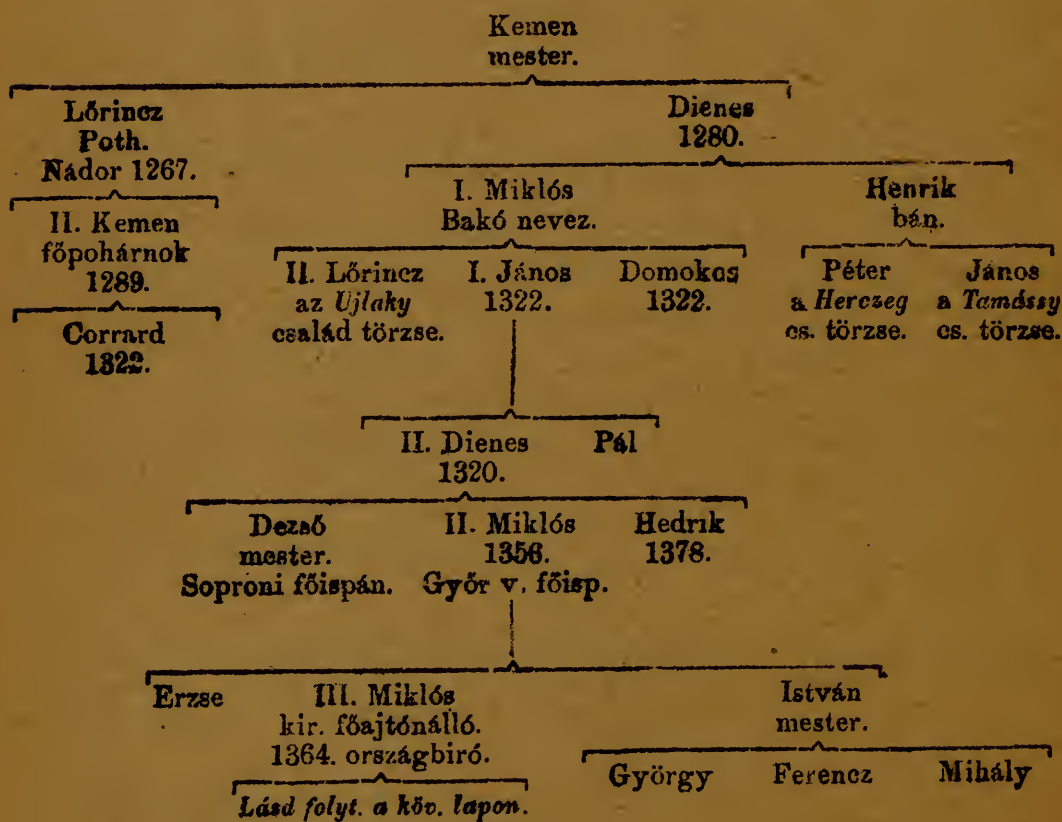 Kemen
mester.
Lőrincz
Poth.
Nádor 1267.
Dienes
1280.
II. Kemen
főpohárnok
1289.
I. Miklós
Bakó nevez.
Henrik
bán.
Corrard
1322.
II. Lőrincz
az Ujlaky
család törzse.
I. János
1322.
Domokos
1322.
Péter
a Herczeg
cs. törzse.
János
a Tamássy
cs. törzse.
II. Dienes
1320.
Pál
Dezső
mester.
Soproni főispán.
II. Miklós
1356.
Győr v. főisp.
Hedrik
1378.
Erzse
III. Miklós
kir. főajtónálló.
1364. országbiró.
István
mester.
Lásd folyt. a köv. lapon.
György Ferencz Mihály